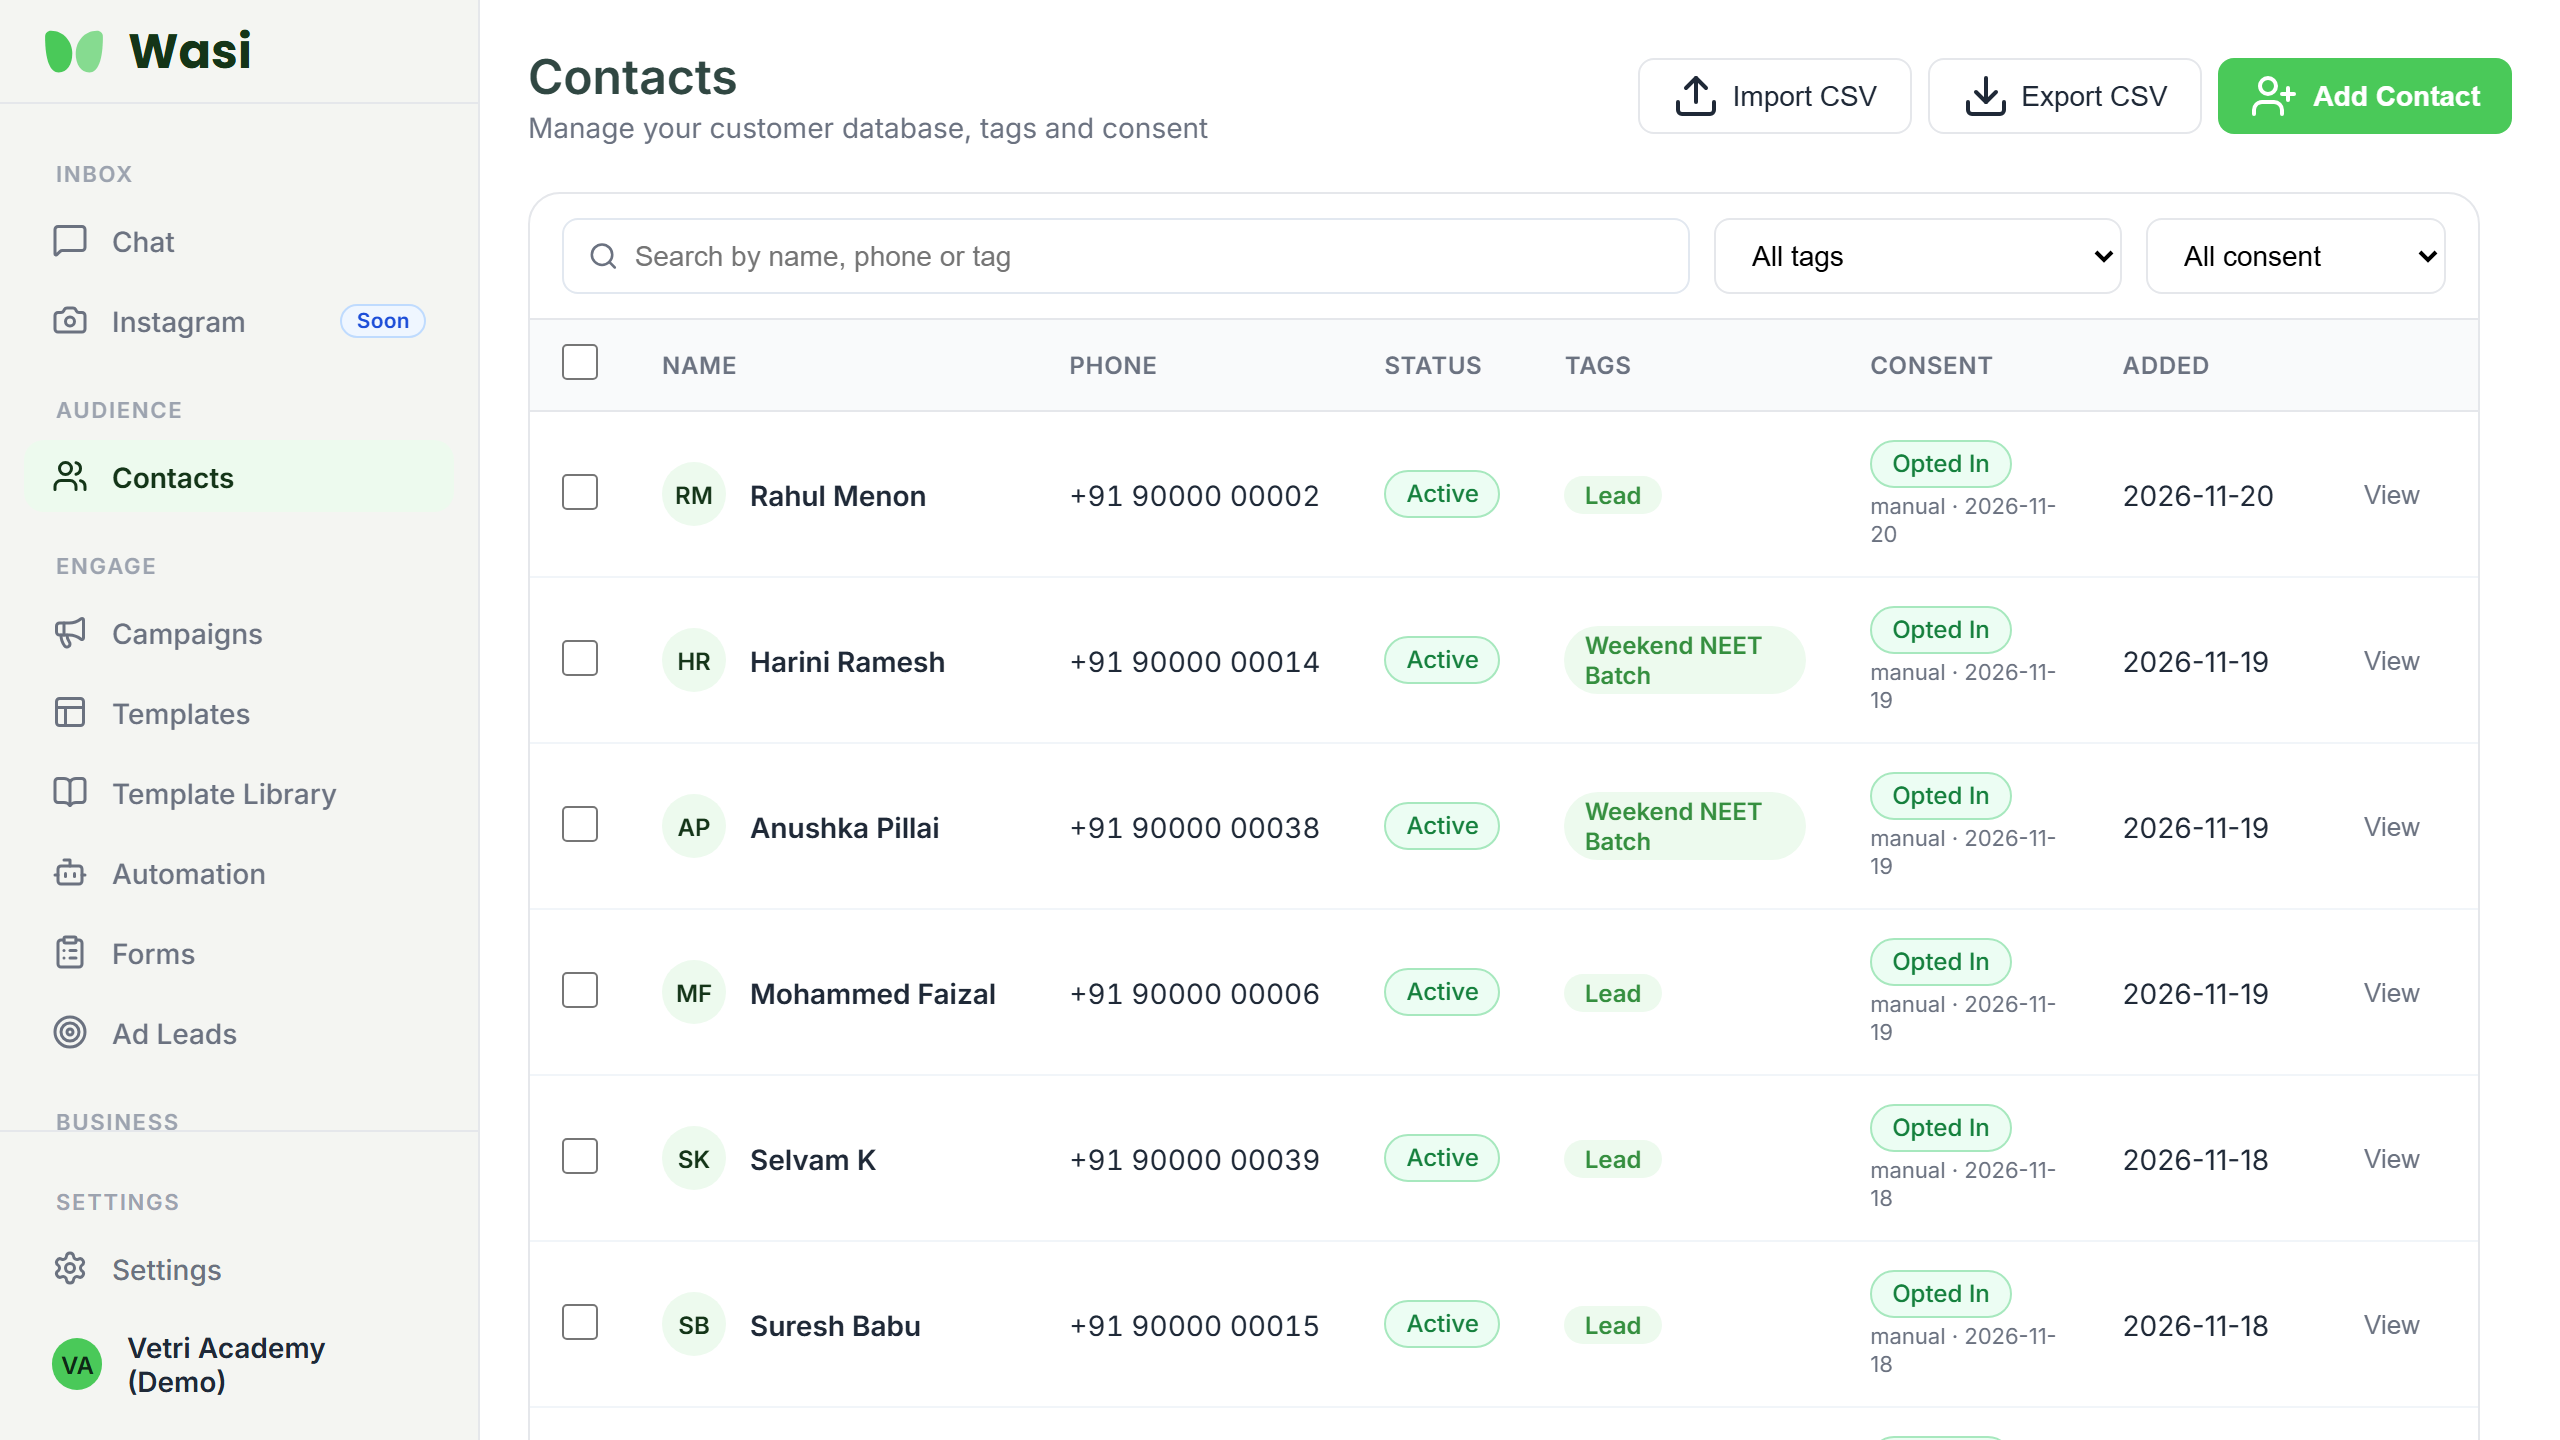 Wasi
INBOX
Chat
Instagram
Soon
AUDIENCE
Contacts
ENGAGE
Campaigns
Templates
Template Library
Automation
Forms
Ad Leads
BUSINESS
SETTINGS
Settings
VA
Vetri Academy
(Demo)
Contacts
Manage your customer database, tags and consent
Import CSV
Export CSV
Add Contact
Search by name, phone or tag
All tags
All consent
NAME PHONE STATUS TAGS CONSENT ADDED
RM Rahul Menon +91 90000 00002 Active Lead Opted In 2026-11-20 View
manual · 2026-11-
20
HR Harini Ramesh +91 90000 00014 Active Weekend NEET Opted In 2026-11-19 View
Batch manual · 2026-11-
19
AP Anushka Pillai +91 90000 00038 Active Weekend NEET Opted In 2026-11-19 View
Batch manual · 2026-11-
19
MF Mohammed Faizal +91 90000 00006 Active Lead Opted In 2026-11-19 View
manual · 2026-11-
19
SK Selvam K +91 90000 00039 Active Lead Opted In 2026-11-18 View
manual · 2026-11-
18
SB Suresh Babu +91 90000 00015 Active Lead Opted In 2026-11-18 View
manual · 2026-11-
18